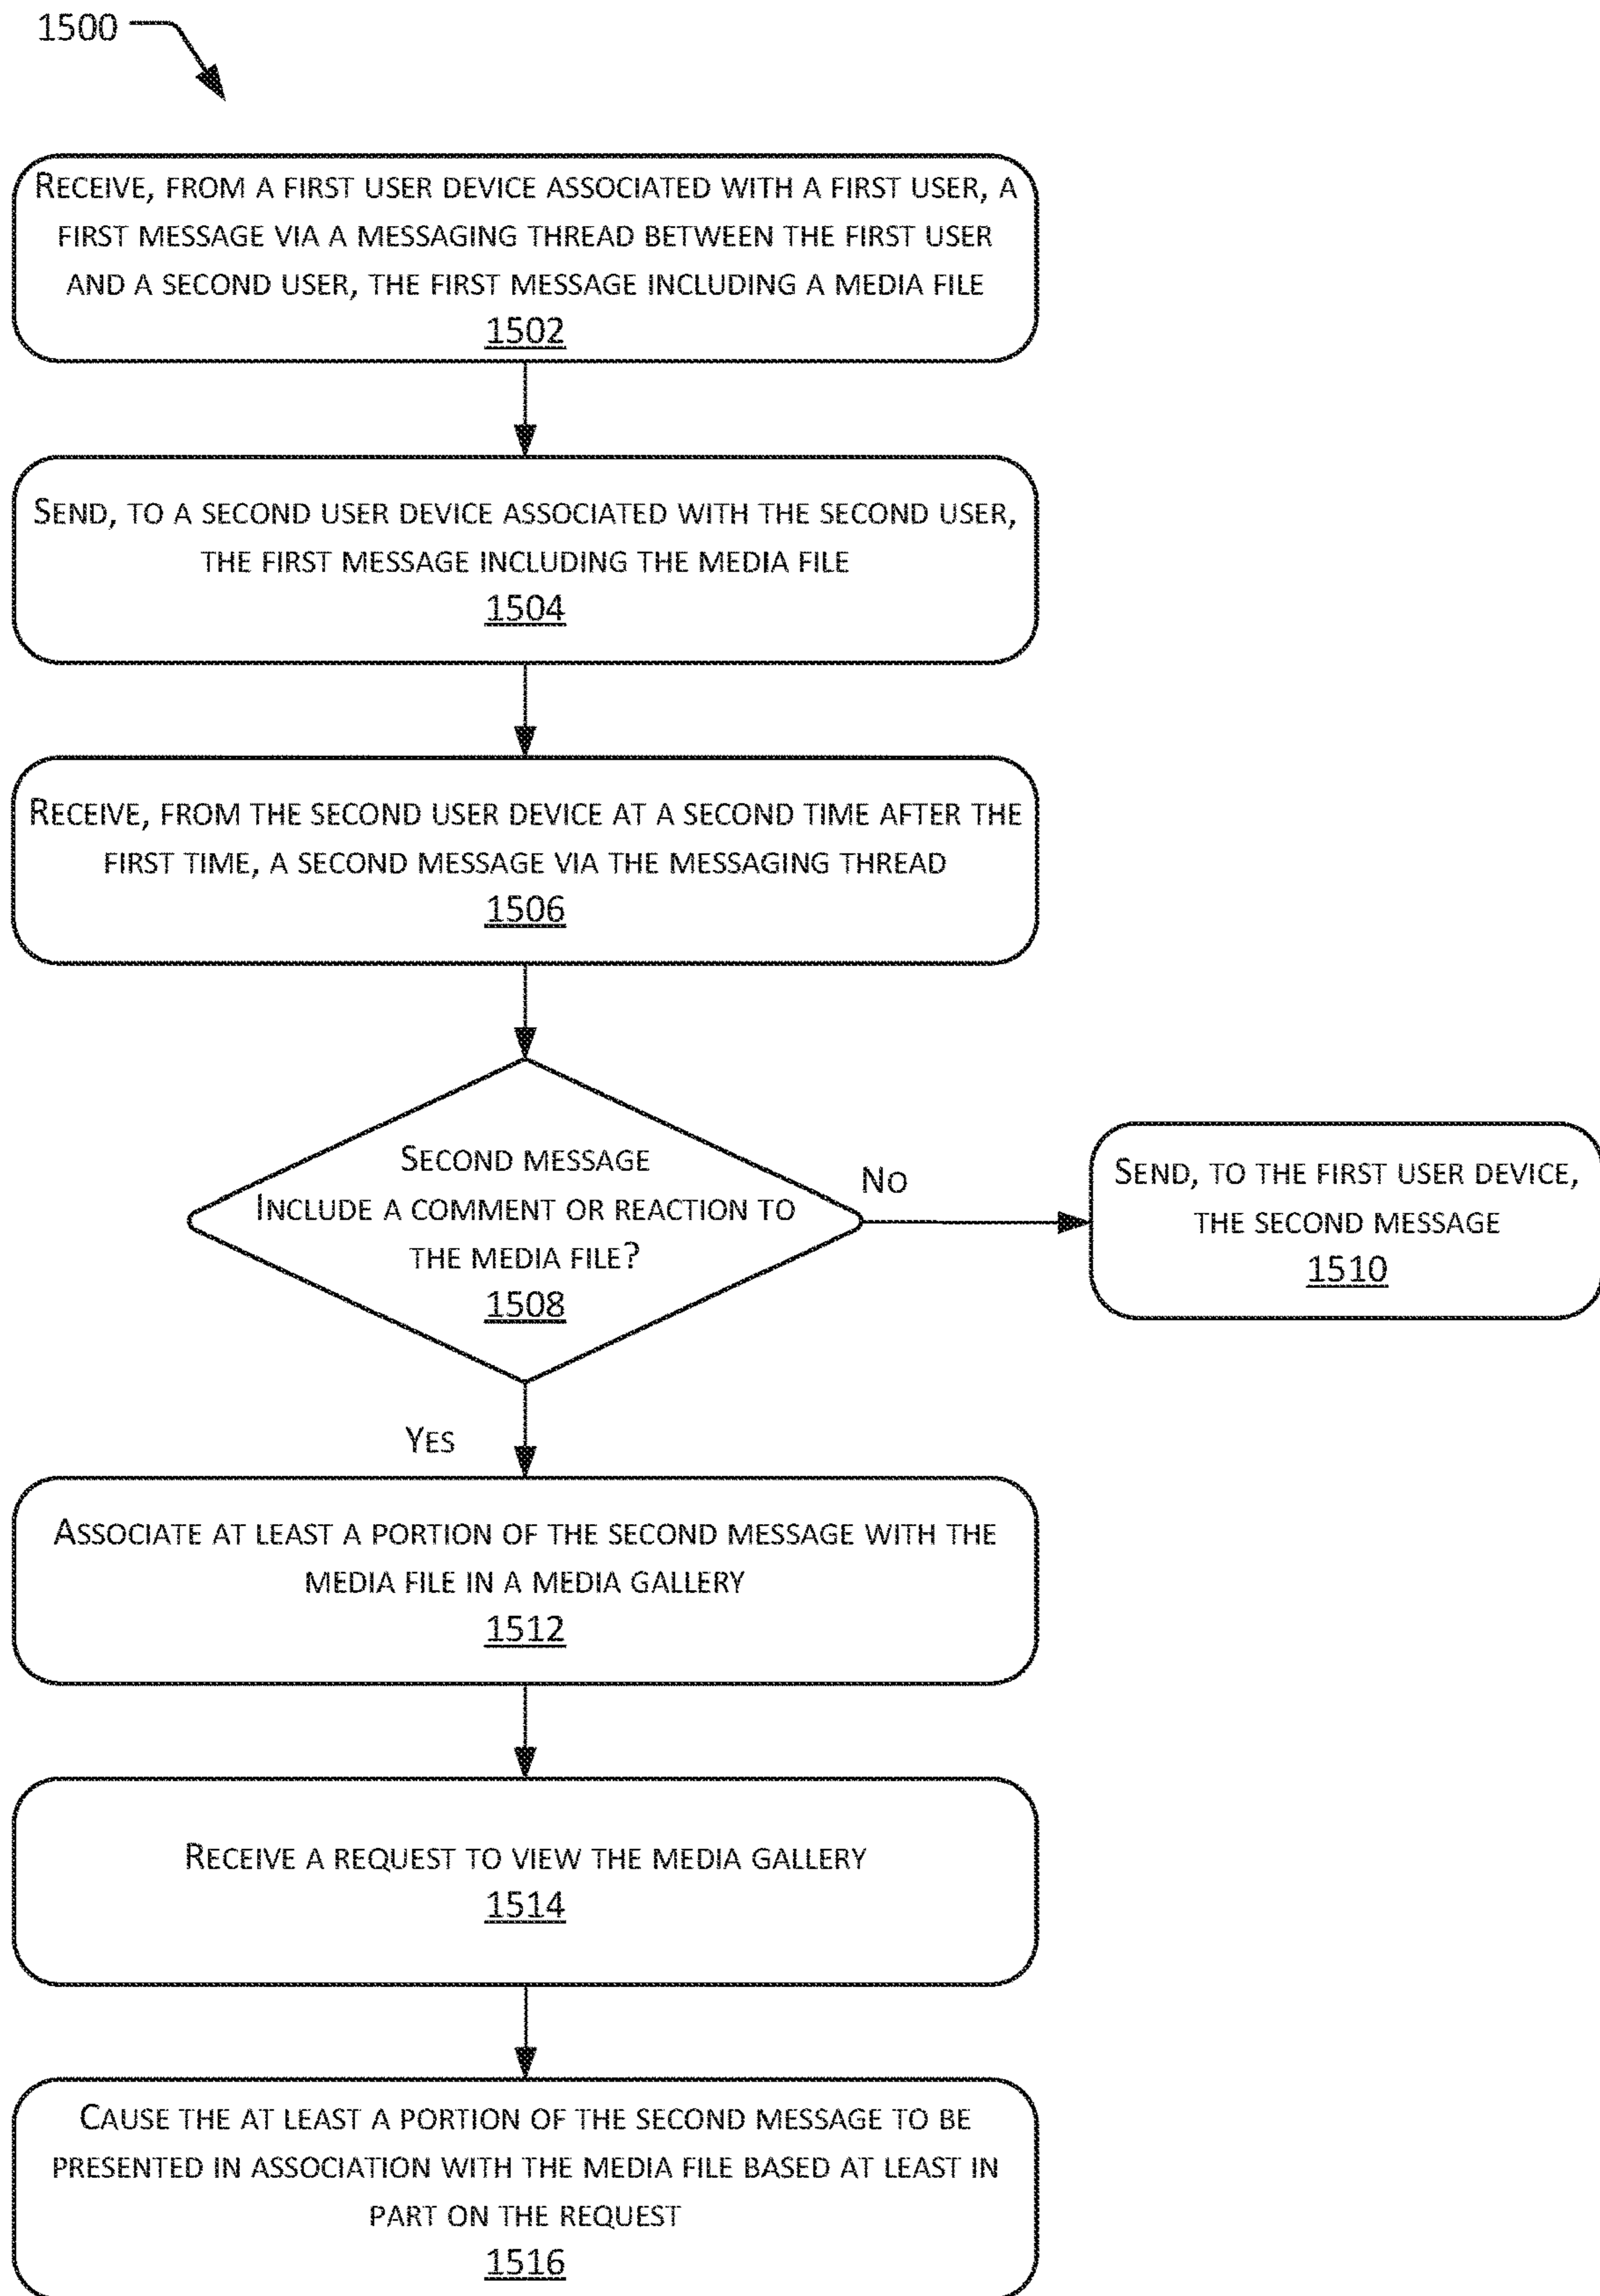 1500
Receive, from a first user device associated with a first user, a
first message via a messaging thread between the first user
and a second user, the first message including a media file
1502
Send, to a second user device associated with the second user,
the first message including the media file
1504
Receive, from the second user device at a second time after the
first time, a second message via the messaging thread
1506
Second message
Include a comment or reaction to
the media file?
1508
No
Send, to the first user device,
the second message
1510
Yes
Associate at least a portion of the second message with the
media file in a media gallery
1512
Receive a request to view the media gallery
1514
Cause the at least a portion of the second message to be
presented in association with the media file based at least in
part on the request
1516